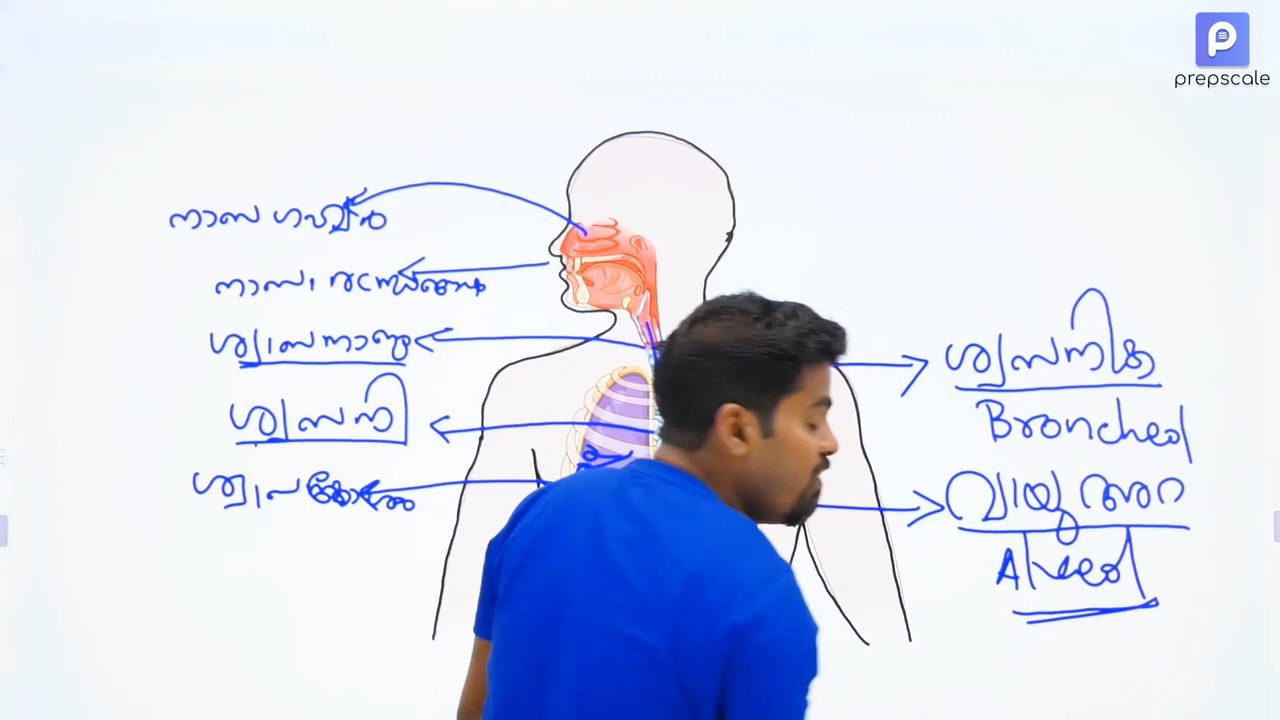 prepscale
നാസ ഗഹ്വരം
നാസാ രന്ധ്രങ്ങൾ
ശ്വാസനാളം
ശ്വസനി
ശ്വാസകോശം
ശ്വസനിക
Broncheol
വായു അറ
Alveol